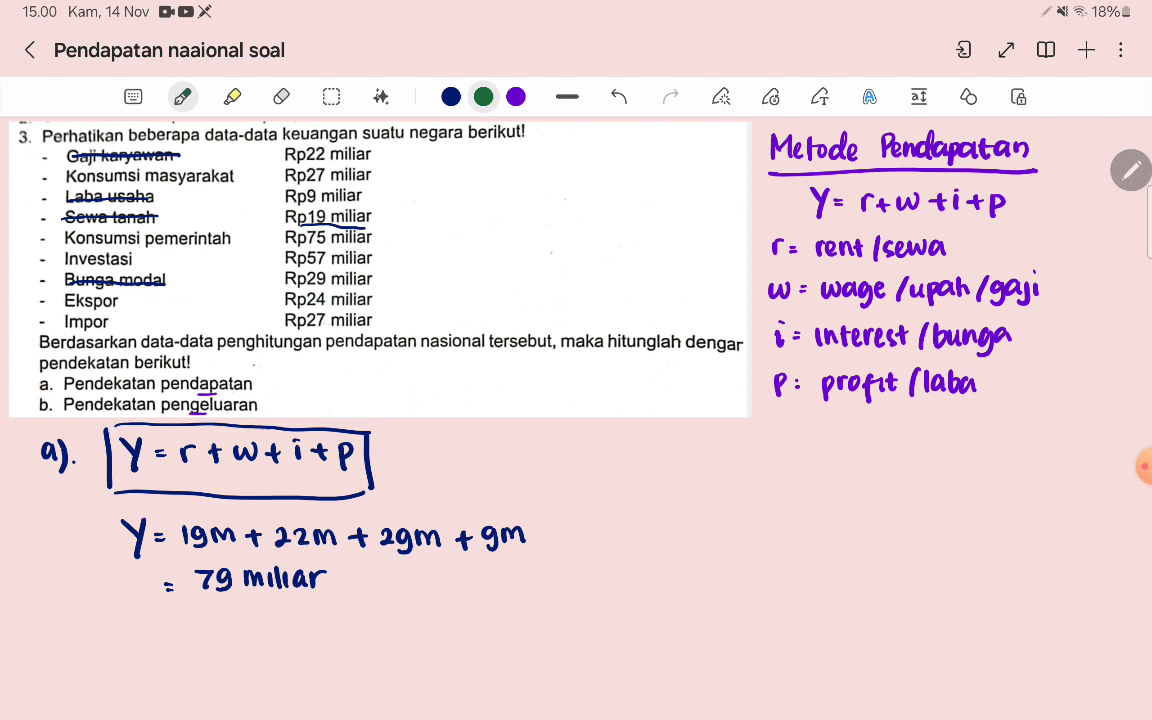 15.00 Kam, 14 Nov
18%
Pendapatan naaional soal
3. Perhatikan beberapa data-data keuangan suatu negara berikut!
- Gaji karyawan Rp22 miliar
- Konsumsi masyarakat Rp27 miliar
- Laba usaha Rp9 miliar
- Sewa tanah Rp19 miliar
- Konsumsi pemerintah Rp75 miliar
- Investasi Rp57 miliar
- Bunga modal Rp29 miliar
- Ekspor Rp24 miliar
- Impor Rp27 miliar
Berdasarkan data-data penghitungan pendapatan nasional tersebut, maka hitunglah dengar
pendekatan berikut!
a. Pendekatan pendapatan
b. Pendekatan pengeluaran
Metode Pendapatan
Y = r + w + i + p
r = rent / sewa
w = wage / upah / gaji
i = interest / bunga
p : profit / laba
a). Y = r + w + i + p
Y = 19M + 22M + 29M + 9M
= 79 miliar